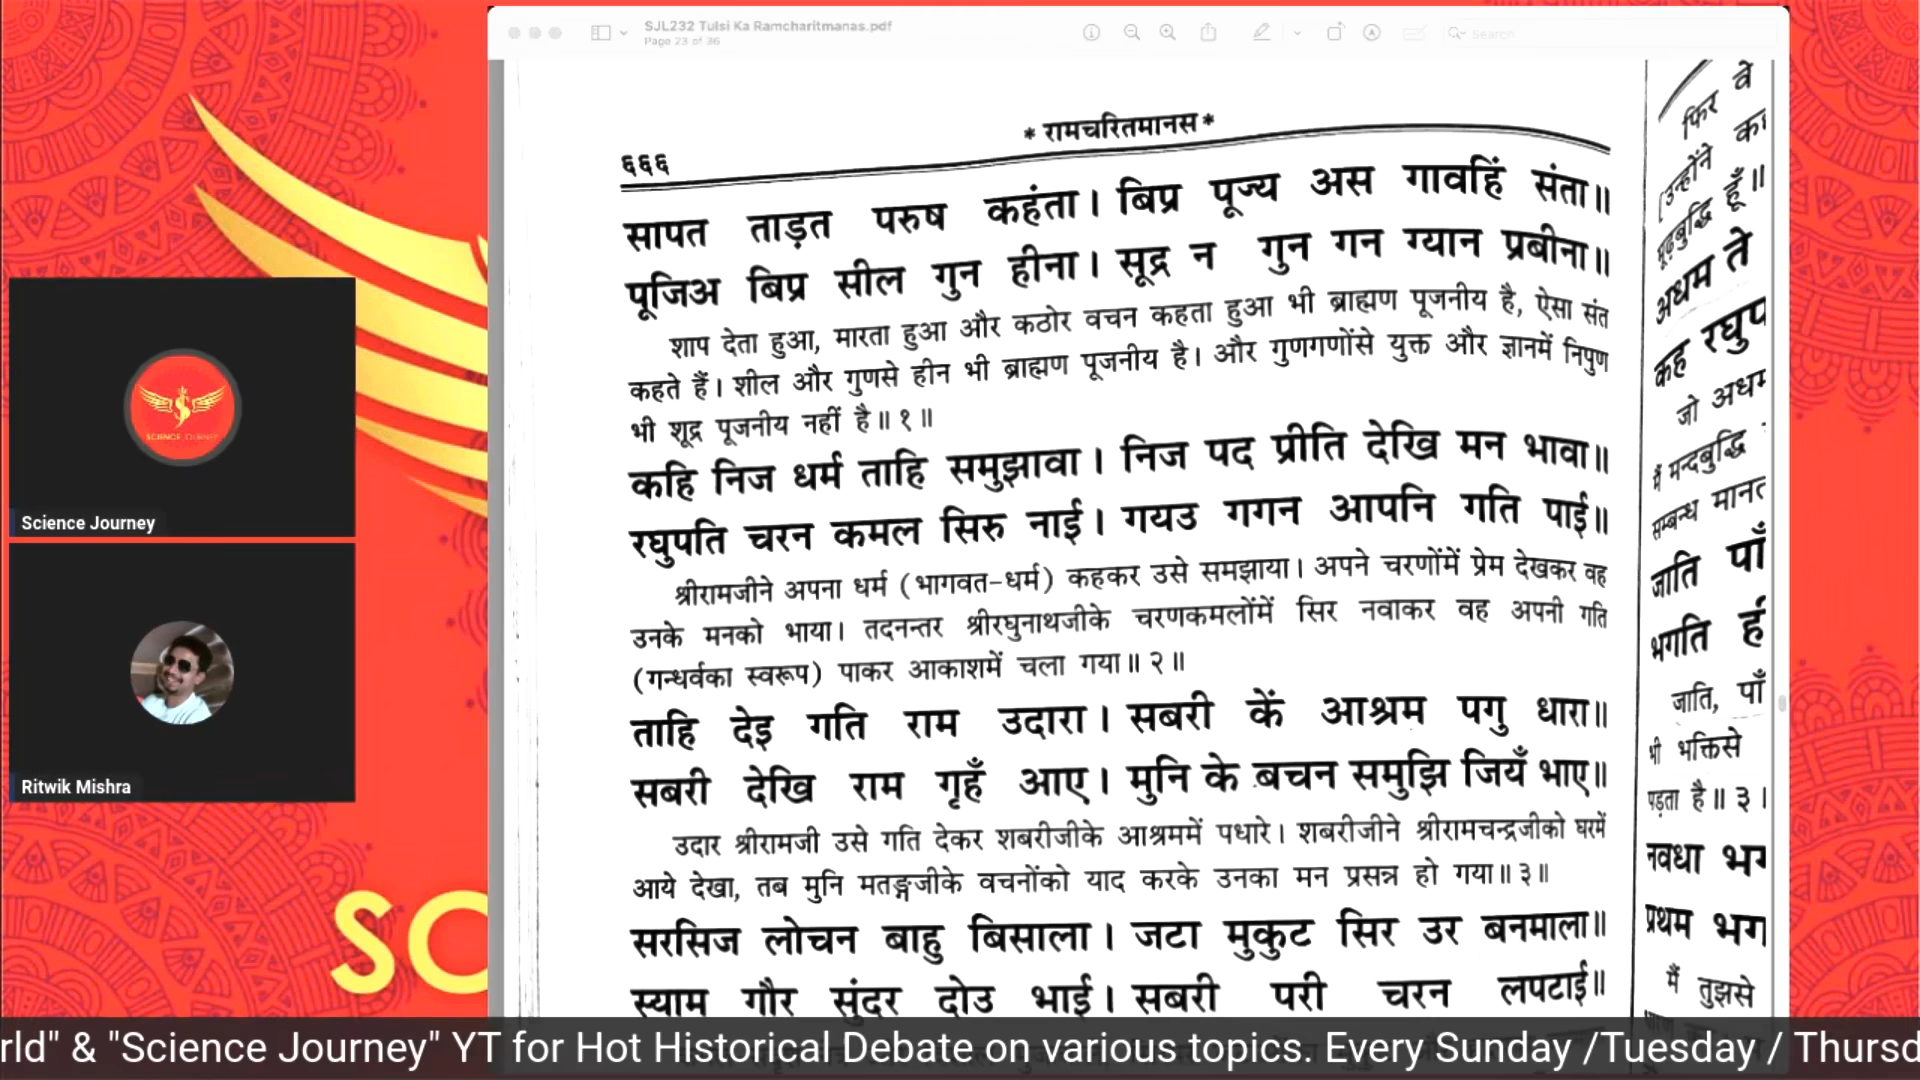 SJL232 Tulsi Ka Ramcharitmanas.pdf
Page 23 of 36
Search
६६६
* रामचरितमानस *
सापत ताड़त परुष कहंता। बिप्र पूज्य अस गावहिं संता॥
पूजिअ बिप्र सील गुन हीना। सूद्र न गुन गन ग्यान प्रबीना॥
शाप देता हुआ, मारता हुआ और कठोर वचन कहता हुआ भी ब्राह्मण पूजनीय है, ऐसा संत
कहते हैं। शील और गुणसे हीन भी ब्राह्मण पूजनीय है। और गुणगणोंसे युक्त और ज्ञानमें निपुण
भी शूद्र पूजनीय नहीं है॥ १॥
कहि निज धर्म ताहि समुझावा। निज पद प्रीति देखि मन भावा॥
रघुपति चरन कमल सिरु नाई। गयउ गगन आपनि गति पाई॥
श्रीरामजीने अपना धर्म (भागवत-धर्म) कहकर उसे समझाया। अपने चरणोंमें प्रेम देखकर वह
उनके मनको भाया। तदनन्तर श्रीरघुनाथजीके चरणकमलोंमें सिर नवाकर वह अपनी गति
(गन्धर्वका स्वरूप) पाकर आकाशमें चला गया॥ २॥
ताहि देइ गति राम उदारा। सबरी कें आश्रम पगु धारा॥
सबरी देखि राम गृहँ आए। मुनि के बचन समुझि जियँ भाए॥
उदार श्रीरामजी उसे गति देकर शबरीजीके आश्रममें पधारे। शबरीजीने श्रीरामचन्द्रजीको घरमें
आये देखा, तब मुनि मतङ्गजीके वचनोंको याद करके उनका मन प्रसन्न हो गया॥ ३॥
सरसिज लोचन बाहु बिसाला। जटा मुकुट सिर उर बनमाला॥
स्याम गौर सुंदर दोउ भाई। सबरी परी चरन लपटाई॥
फिर वे
[उन्होंने
मूढ़बुद्धि हूँ॥
अधम ते
कह रघुप
जो अधम
मैं मन्दबुद्धि
सम्बन्ध मानत
जाति पाँ
भगति ही
जाति, पाँ
भी भक्तिसे
पड़ता है॥ ३।
नवधा भग
प्रथम भग
मैं तुझसे
SCIENCE JOURNEY
Science Journey
Ritwik Mishra
SC
rld" & "Science Journey" YT for Hot Historical Debate on various topics. Every Sunday /Tuesday / Thursd